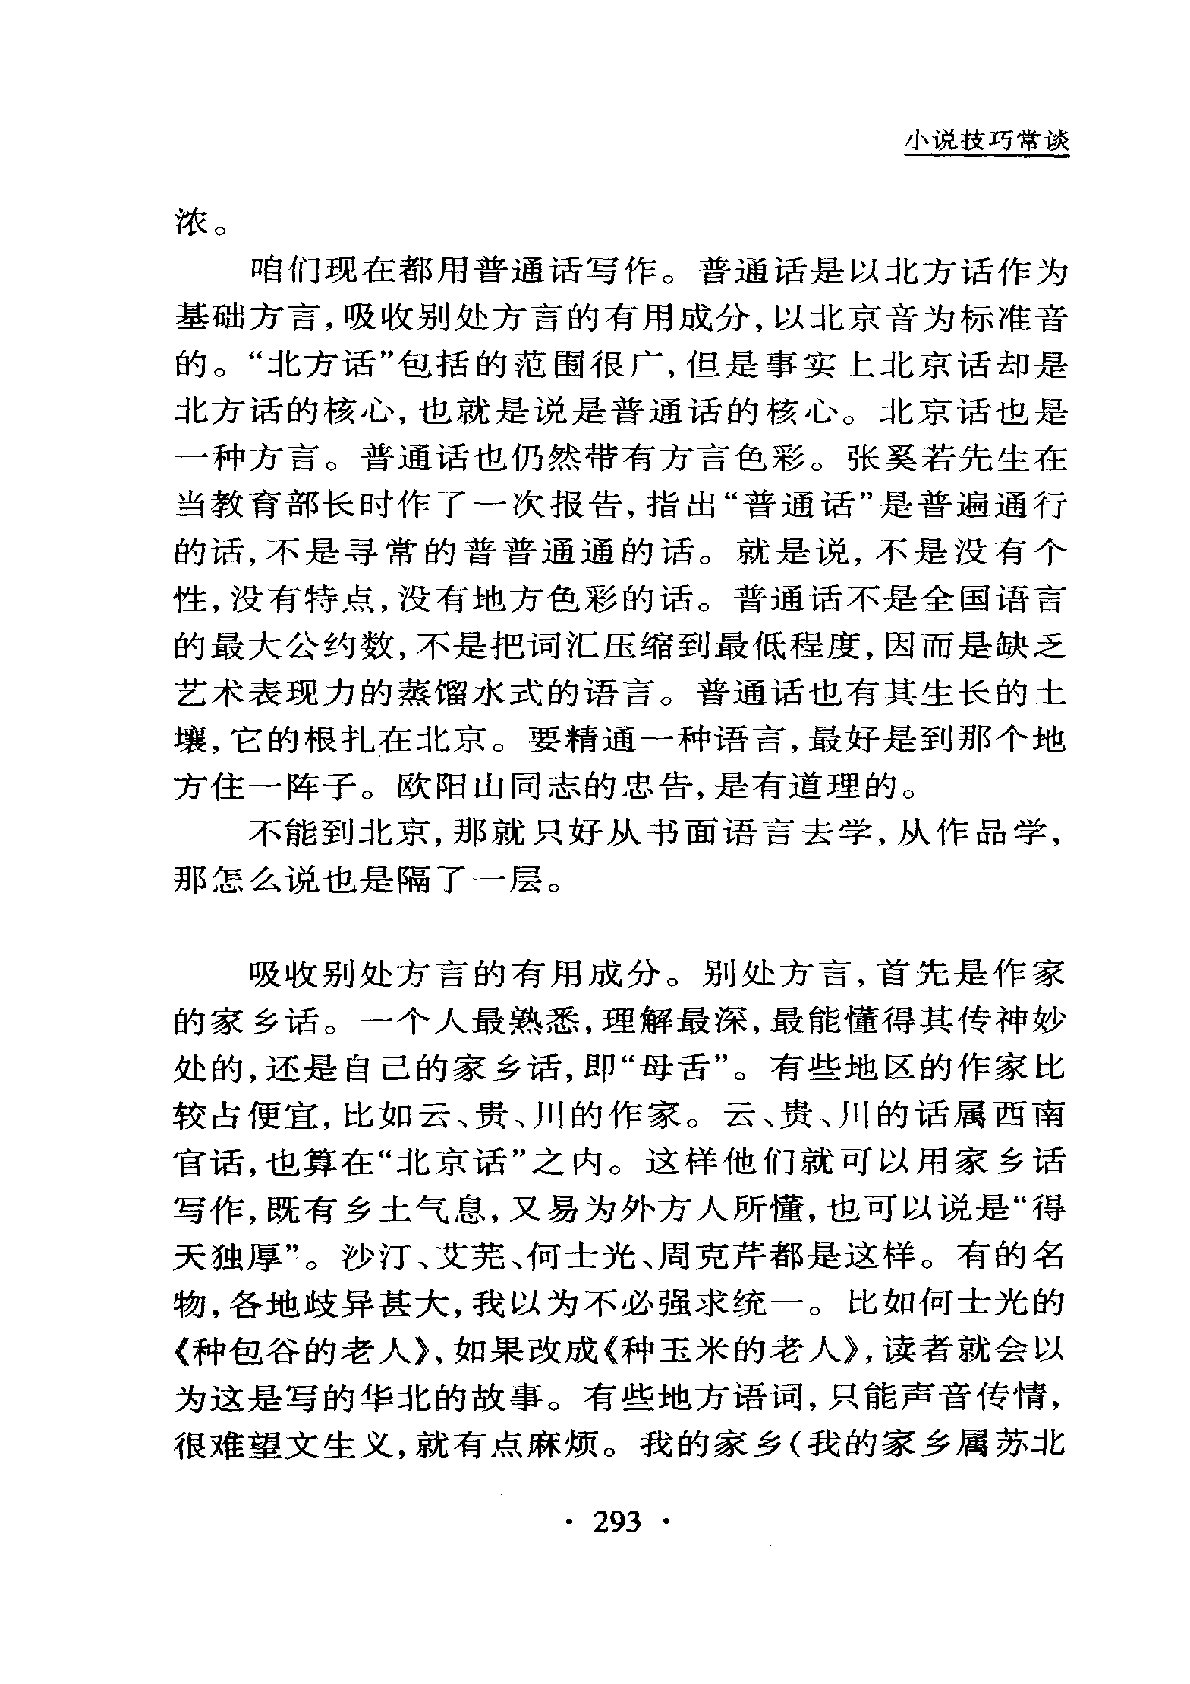 小说技巧常谈
浓。
咱们现在都用普通话写作。普通话是以北方话作为
基础方言,吸收别处方言的有用成分,以北京音为标准音
的。“北方话”包括的范围很广,但是事实上北京话却是
北方话的核心,也就是说是普通话的核心。北京话也是
一种方言。普通话也仍然带有方言色彩。张奚若先生在
当教育部长时作了一次报告,指出“普通话”是普遍通行
的话,不是寻常的普普通通的话。就是说,不是没有个
性,没有特点,没有地方色彩的话。普通话不是全国语言
的最大公约数,不是把词汇压缩到最低程度,因而是缺乏
艺术表现力的蒸馏水式的语言。普通话也有其生长的土
壤,它的根扎在北京。要精通一种语言,最好是到那个地
方住一阵子。欧阳山同志的忠告,是有道理的。
不能到北京,那就只好从书面语言去学,从作品学,
那怎么说也是隔了一层。
吸收别处方言的有用成分。别处方言,首先是作家
的家乡话。一个人最熟悉,理解最深,最能懂得其传神妙
处的,还是自己的家乡话,即“母舌”。有些地区的作家比
较占便宜,比如云、贵、川的作家。云、贵、川的话属西南
官话,也算在“北京话”之内。这样他们就可以用家乡话
写作,既有乡土气息,又易为外方人所懂,也可以说是“得
天独厚”。沙汀、艾芜、何士光、周克芹都是这样。有的名
物,各地歧异甚大,我以为不必强求统一。比如何士光的
《种包谷的老人》,如果改成《种玉米的老人》,读者就会以
为这是写的华北的故事。有些地方语词,只能声音传情,
很难望文生义,就有点麻烦。我的家乡(我的家乡属苏北
· 293 ·